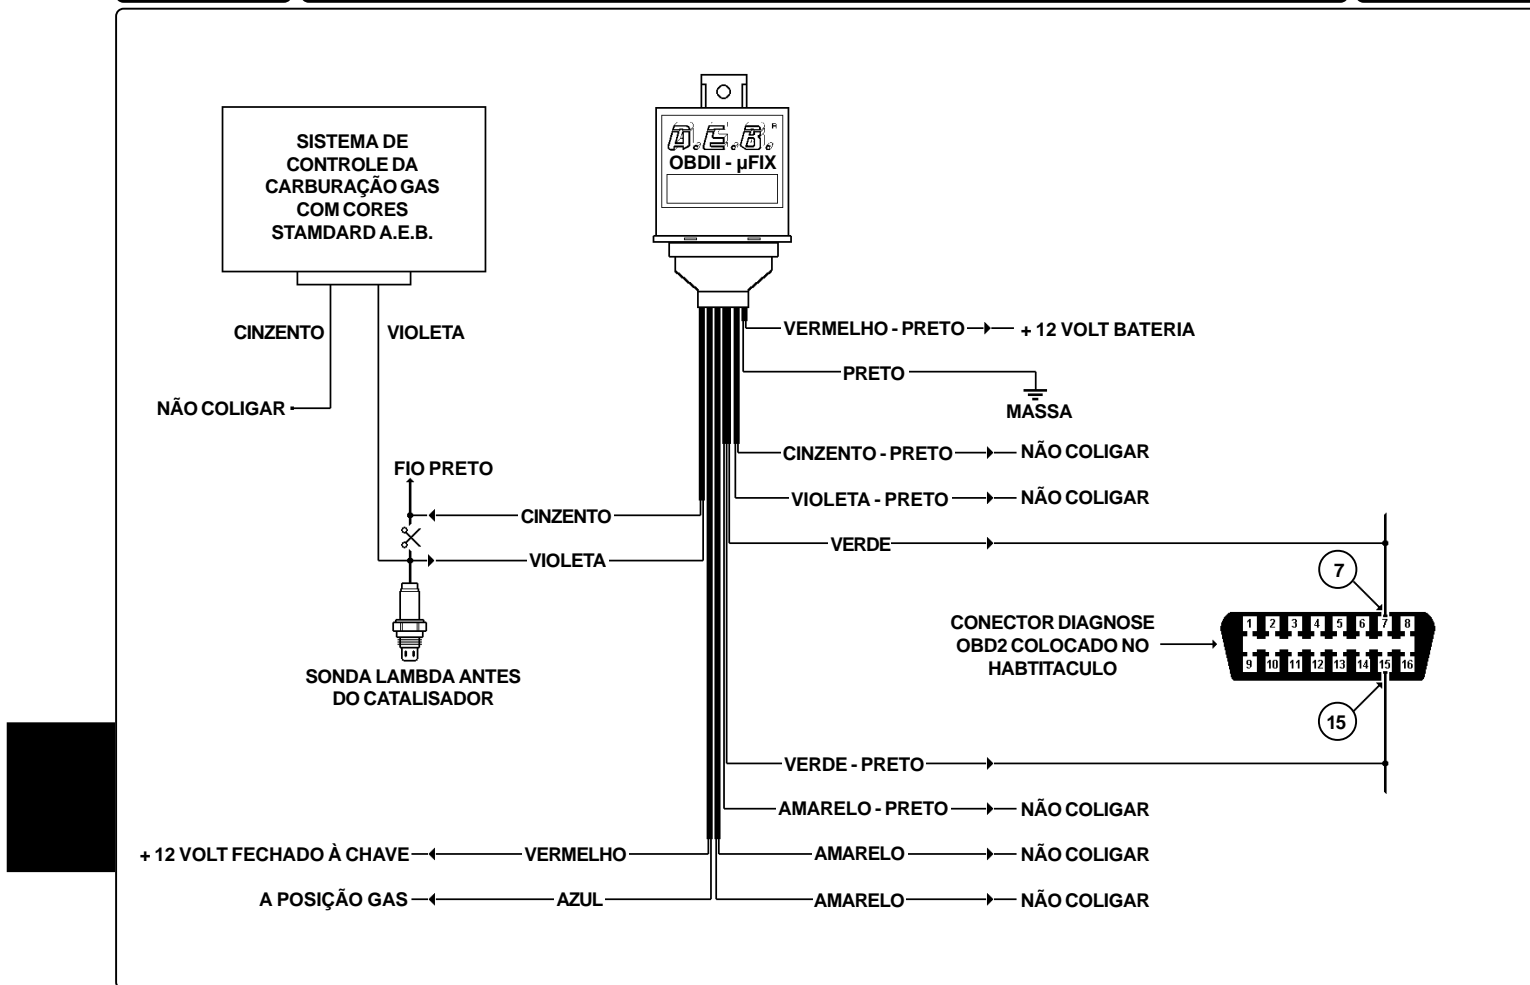 SISTEMA DE
CONTROLE DA
CARBURAÇÃO GAS
COM CORES
STAMDARD A.E.B.
A.E.B.®
OBDII - µFIX
CINZENTO
VIOLETA
NÃO COLIGAR
VERMELHO - PRETO
+ 12 VOLT BATERIA
PRETO
MASSA
CINZENTO - PRETO
NÃO COLIGAR
VIOLETA - PRETO
NÃO COLIGAR
FIO PRETO
CINZENTO
VIOLETA
SONDA LAMBDA ANTES
DO CATALISADOR
VERDE
7
CONECTOR DIAGNOSE
OBD2 COLOCADO NO
HABTITACULO
1 2 3 4 5 6 7 8
9 10 11 12 13 14 15 16
15
VERDE - PRETO
AMARELO - PRETO
NÃO COLIGAR
+ 12 VOLT FECHADO À CHAVE
VERMELHO
AMARELO
NÃO COLIGAR
A POSIÇÃO GAS
AZUL
AMARELO
NÃO COLIGAR